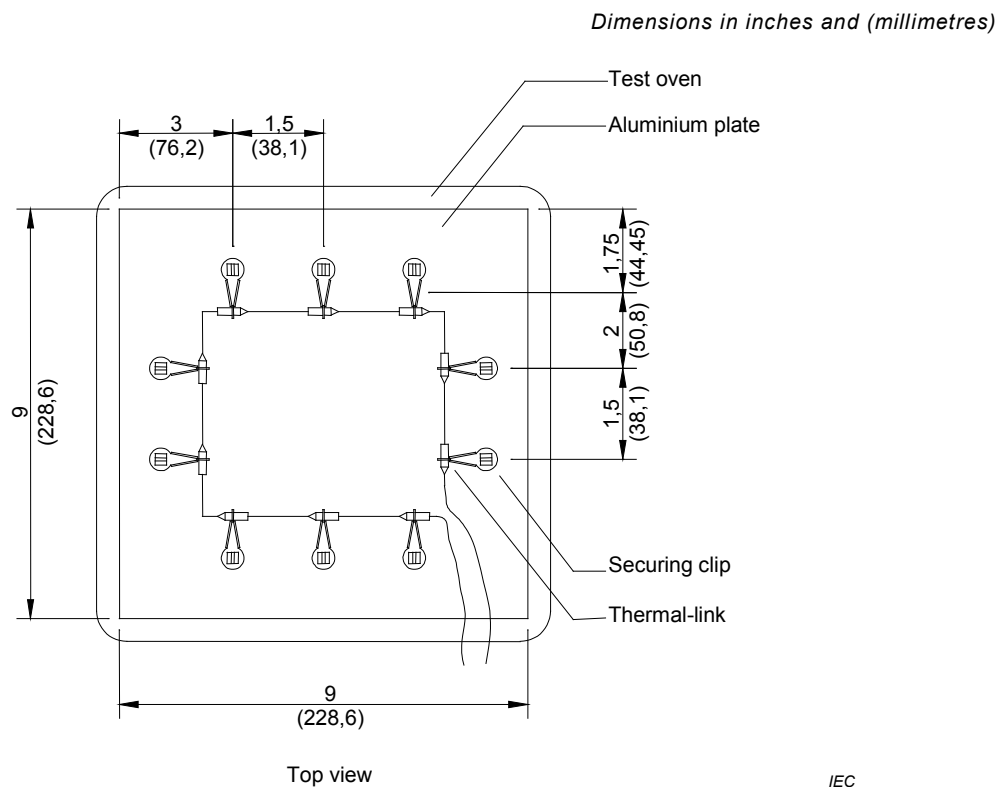 Dimensions in inches and (millimetres)
Test oven
Aluminium plate
3
(76,2)
1,5
(38,1)
1,75
(44,45)
2
(50,8)
1,5
(38,1)
9
(228,6)
Securing clip
Thermal-link
9
(228,6)
Top view
IEC